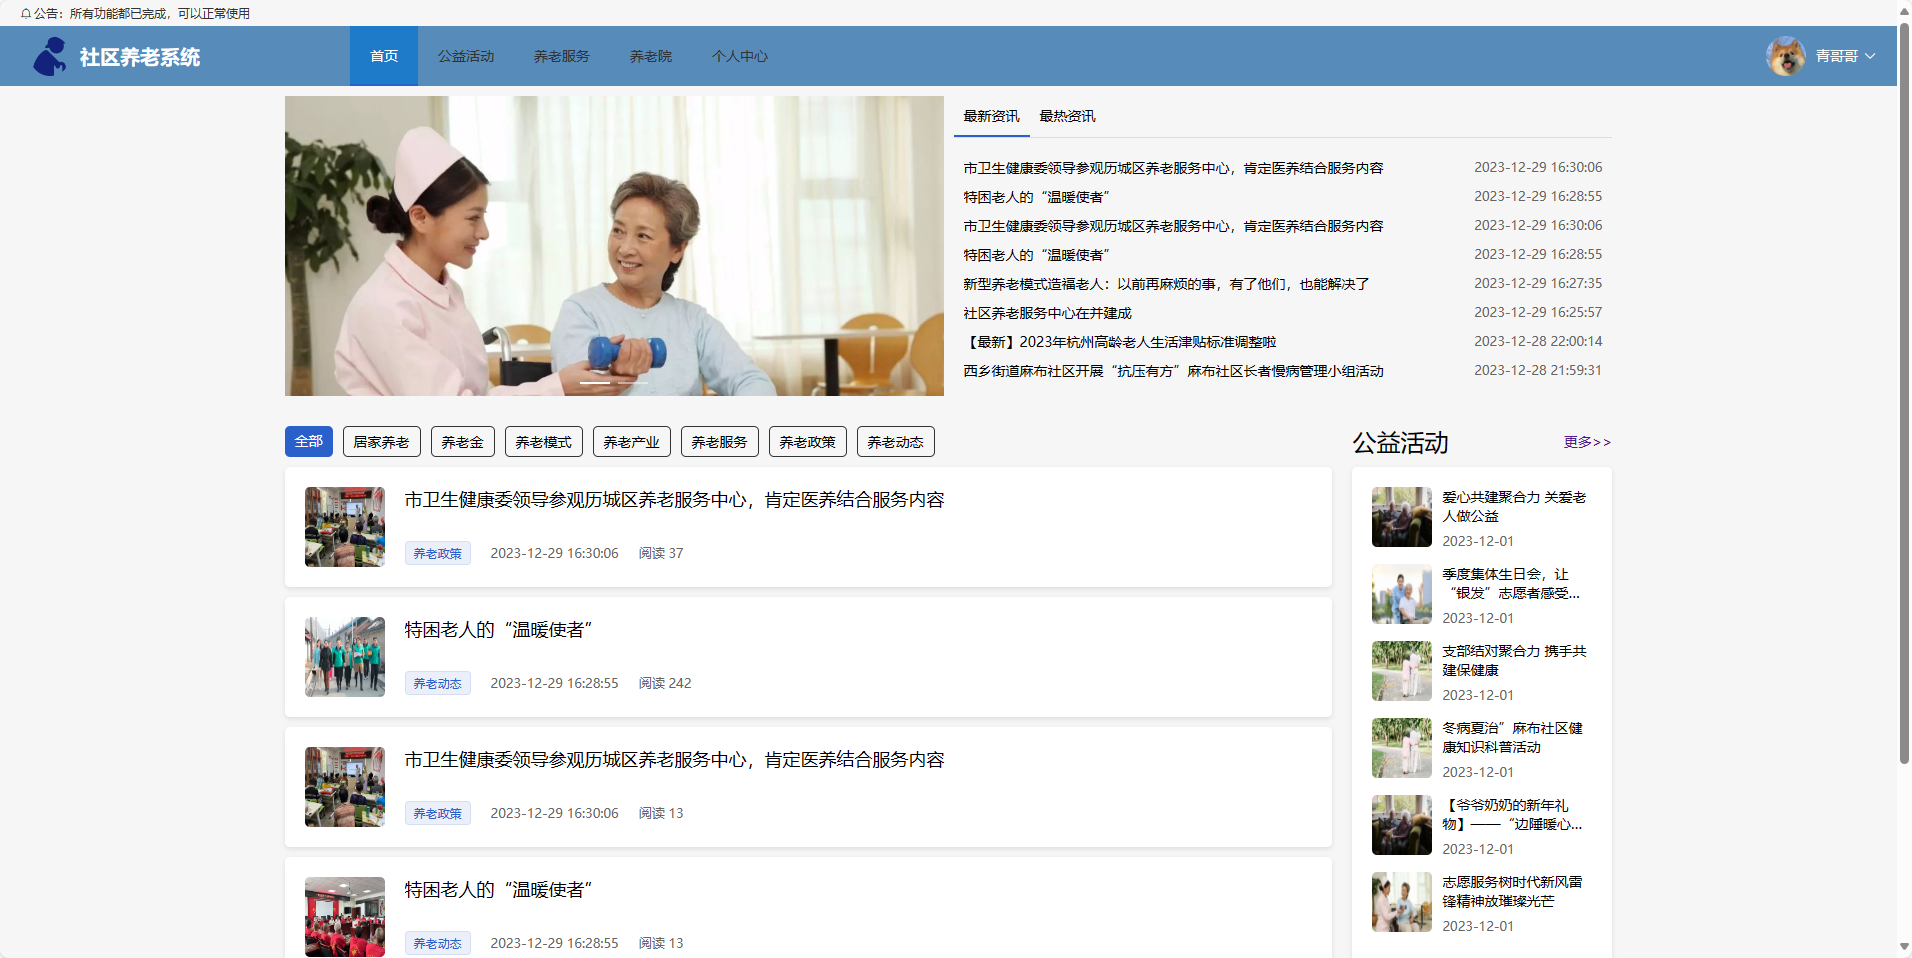 公告：所有功能都已完成，可以正常使用
社区养老系统
首页
公益活动
养老服务
养老院
个人中心
青哥哥
最新资讯
最热资讯
市卫生健康委领导参观历城区养老服务中心，肯定医养结合服务内容 2023-12-29 16:30:06
特困老人的“温暖使者” 2023-12-29 16:28:55
市卫生健康委领导参观历城区养老服务中心，肯定医养结合服务内容 2023-12-29 16:30:06
特困老人的“温暖使者” 2023-12-29 16:28:55
新型养老模式造福老人：以前再麻烦的事，有了他们，也能解决了 2023-12-29 16:27:35
社区养老服务中心在并建成 2023-12-29 16:25:57
【最新】2023年杭州高龄老人生活津贴标准调整啦 2023-12-28 22:00:14
西乡街道麻布社区开展“抗压有方”麻布社区长者慢病管理小组活动 2023-12-28 21:59:31
全部
居家养老
养老金
养老模式
养老产业
养老服务
养老政策
养老动态
市卫生健康委领导参观历城区养老服务中心，肯定医养结合服务内容
养老政策 2023-12-29 16:30:06 阅读 37
特困老人的“温暖使者”
养老动态 2023-12-29 16:28:55 阅读 242
市卫生健康委领导参观历城区养老服务中心，肯定医养结合服务内容
养老政策 2023-12-29 16:30:06 阅读 13
特困老人的“温暖使者”
养老动态 2023-12-29 16:28:55 阅读 13
公益活动
更多>>
爱心共建聚合力 关爱老
人做公益
2023-12-01
季度集体生日会，让
“银发”志愿者感受...
2023-12-01
支部结对聚合力 携手共
建保健康
2023-12-01
冬病夏治”麻布社区健
康知识科普活动
2023-12-01
【爷爷奶奶的新年礼
物】——“边陲暖心...
2023-12-01
志愿服务树时代新风雷
锋精神放璀璨光芒
2023-12-01